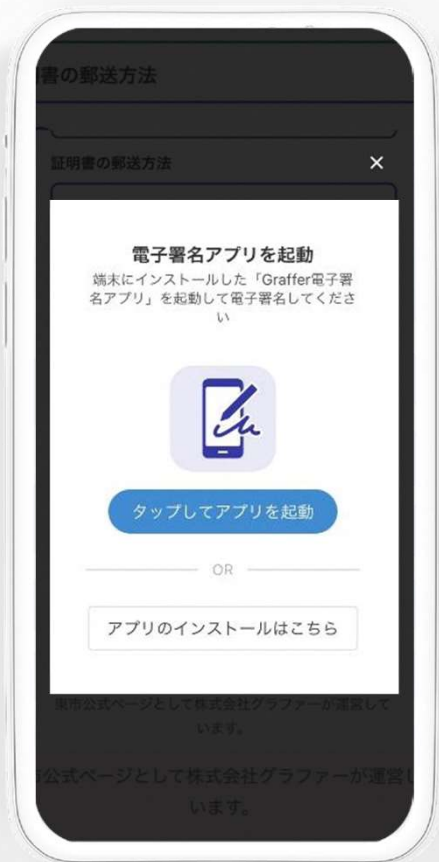 書の郵送方法
証明書の郵送方法
×
電子署名アプリを起動
端末にインストールした「Graffer電子署
名アプリ」を起動して電子署名してくださ
い
タップしてアプリを起動
OR
アプリのインストールはこちら
市公式ページとして株式会社グラファーが運営して
います。
公式ページとして株式会社グラファーが運営し
います。